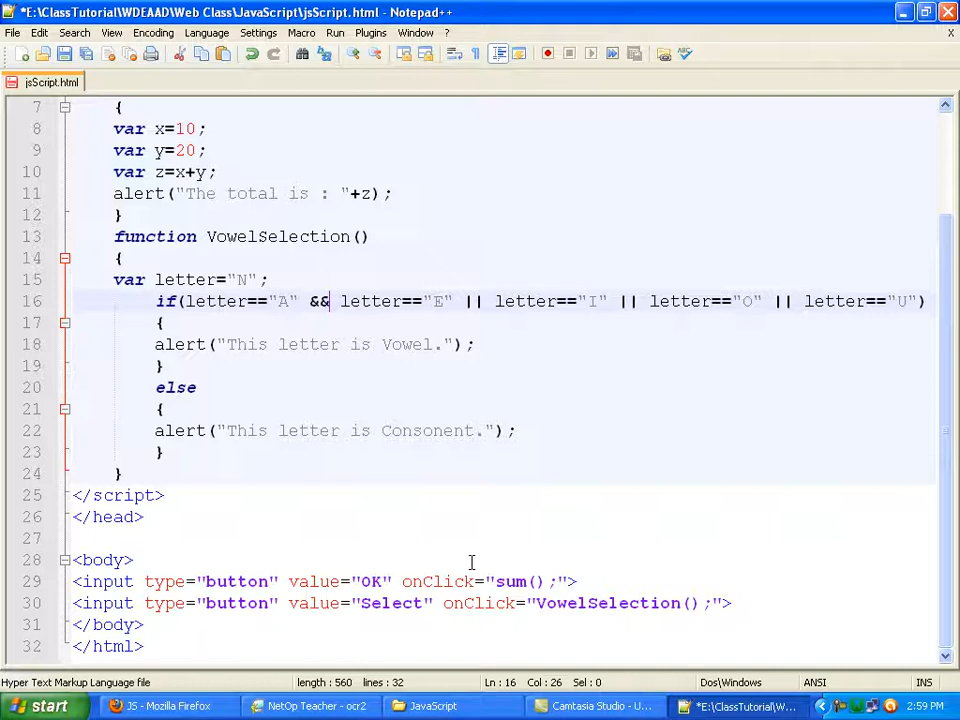 *E:\ClassTutorial\WDEAAD\Web Class\JavaScript\jsScript.html - Notepad++
File Edit Search View Encoding Language Settings Macro Run Plugins Window ? X
jsScript.html
7 {
8 var x=10;
9 var y=20;
10 var z=x+y;
11 alert("The total is : "+z);
12 }
13 function VowelSelection()
14 {
15 var letter="N";
16 if(letter=="A" && letter=="E" || letter=="I" || letter=="O" || letter=="U")
17 {
18 alert("This letter is Vowel.");
19 }
20 else
21 {
22 alert("This letter is Consonent.");
23 }
24 }
25 </script>
26 </head>
27
28 <body>
29 <input type="button" value="OK" onClick="sum();">
30 <input type="button" value="Select" onClick="VowelSelection();">
31 </body>
32 </html>
Hyper Text Markup Language file length : 560 lines : 32 Ln : 16 Col : 26 Sel : 0 Dos\Windows ANSI INS
start JS - Mozilla Firefox NetOp Teacher - ocr2 JavaScript Camtasia Studio - U... *E:\ClassTutorial\W... 2:59 PM